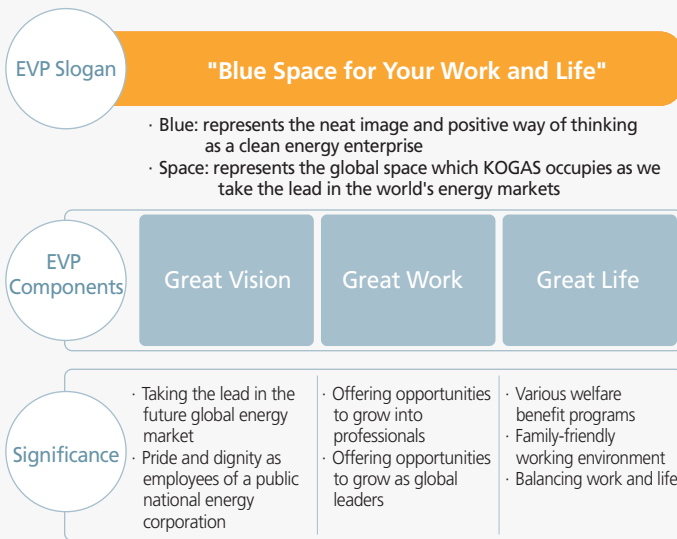 EVP Slogan
"Blue Space for Your Work and Life"
· Blue: represents the neat image and positive way of thinking
as a clean energy enterprise
· Space: represents the global space which KOGAS occupies as we
take the lead in the world's energy markets
EVP
Components
Great Vision
Great Work
Great Life
Significance
· Taking the lead in the
future global energy
market
· Pride and dignity as
employees of a public
national energy
corporation
· Offering opportunities
to grow into
professionals
· Offering opportunities
to grow as global
leaders
· Various welfare
benefit programs
· Family-friendly
working environment
· Balancing work and life